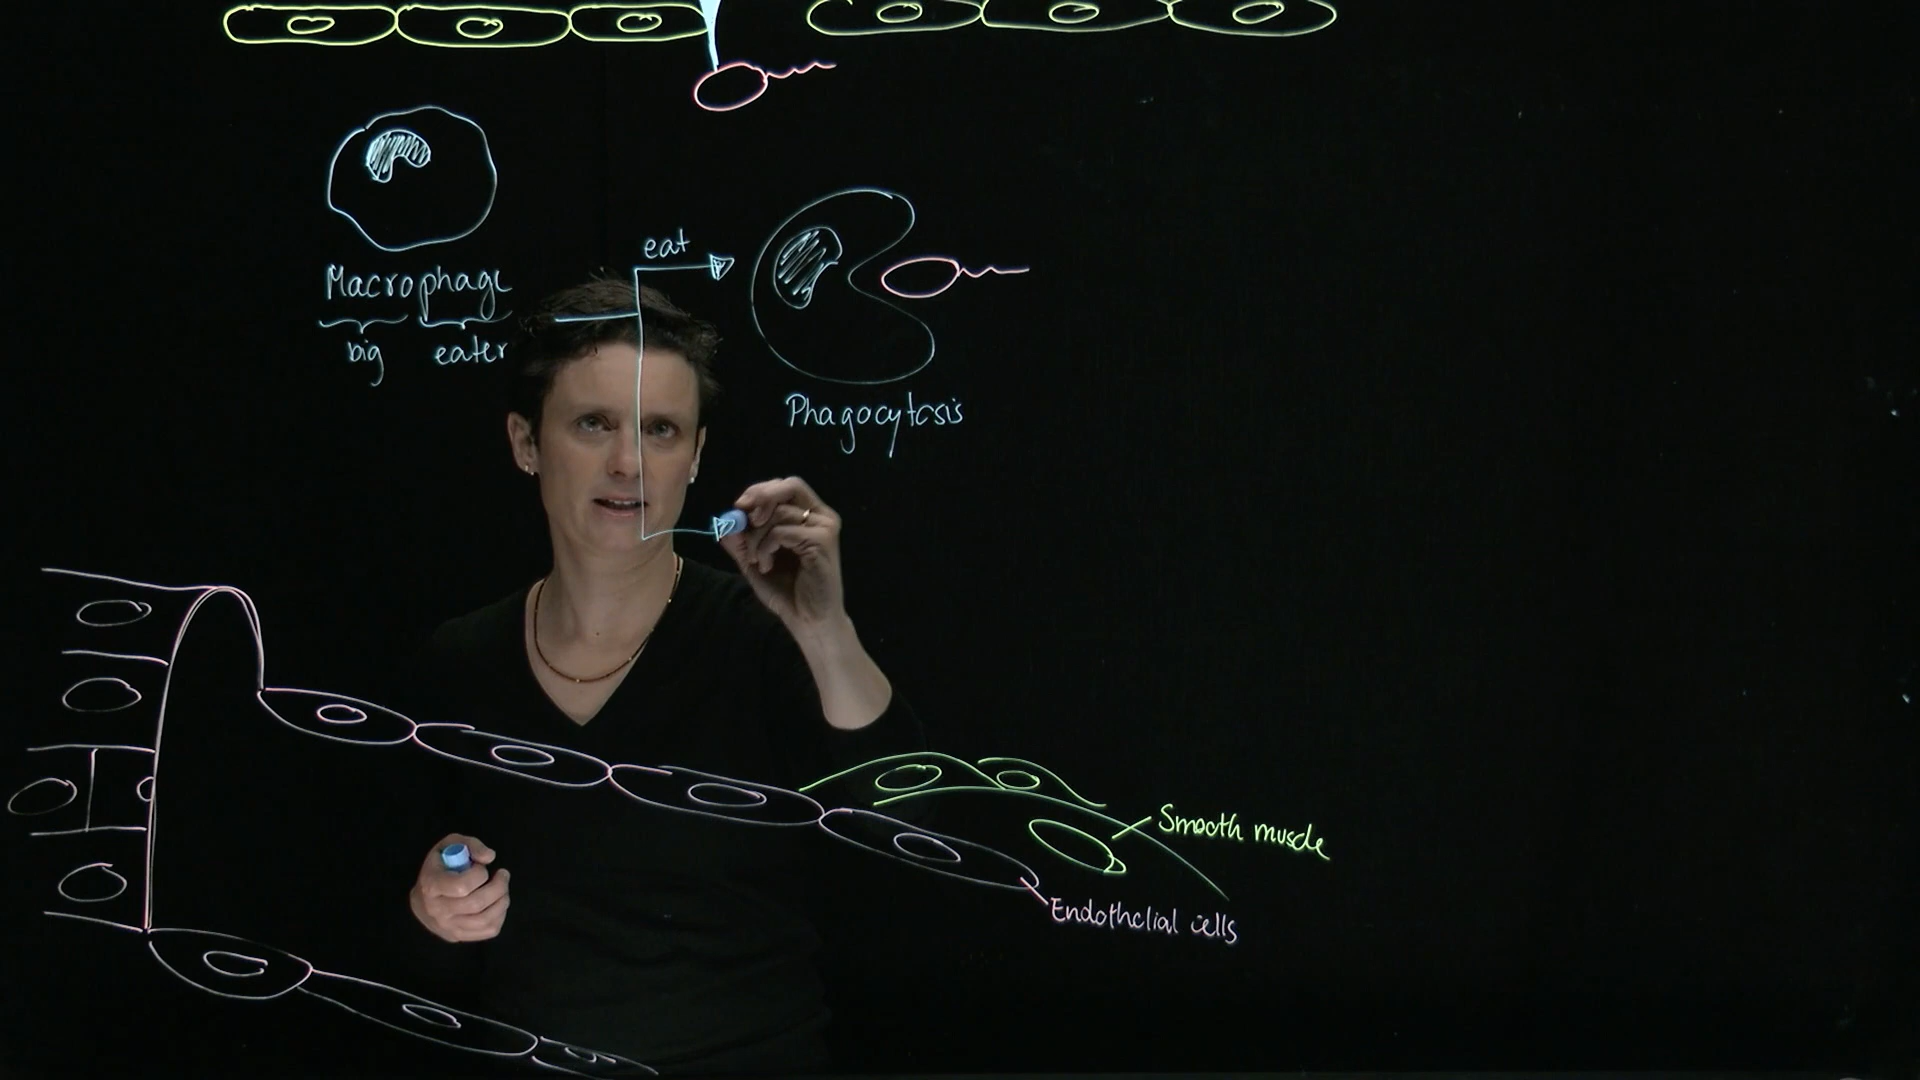 eat
Macrophage
big eater
Phagocytosis
Smooth muscle
Endothelial cells